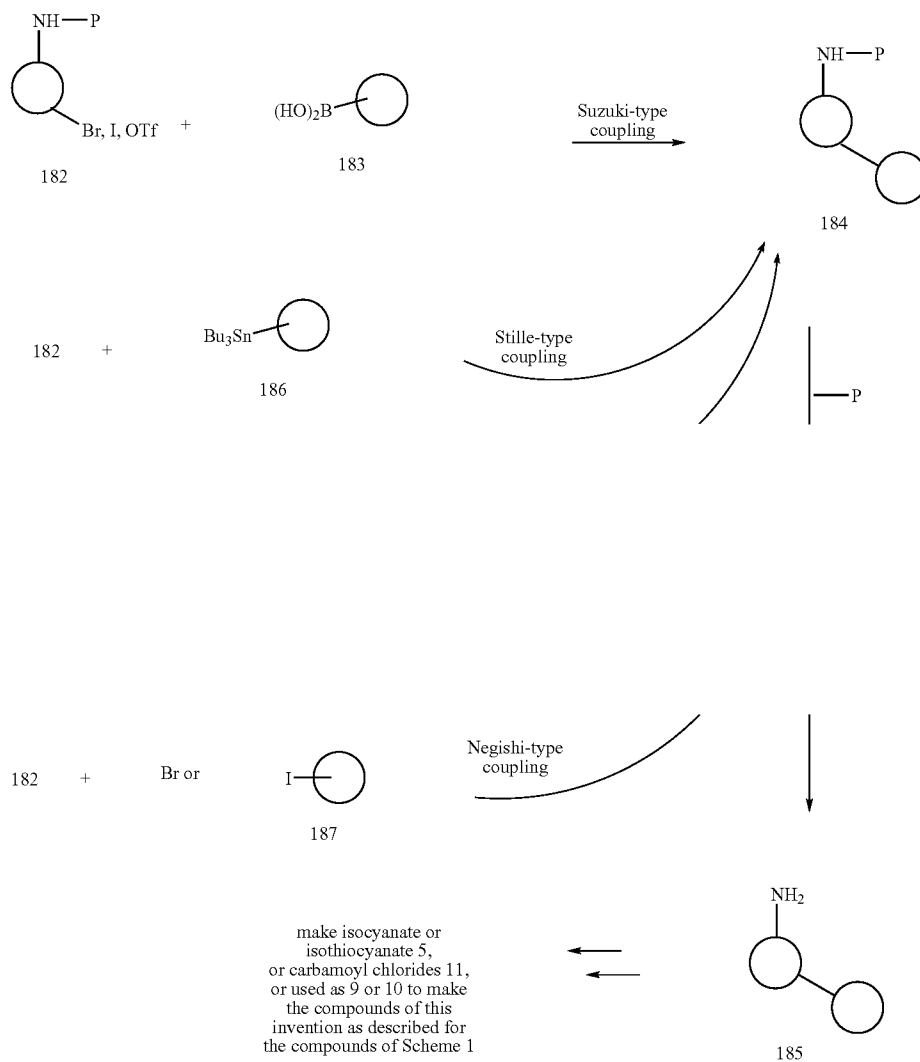 NH—P
Br, I, OTf
182
+
(HO)₂B
183
Suzuki-type
coupling
NH—P
184
182
+
Bu₃Sn
186
Stille-type
coupling
P
182
+
Br or
I
187
Negishi-type
coupling
make isocyanate or
isothiocyanate 5,
or carbamoyl chlorides 11,
or used as 9 or 10 to make
the compounds of this
invention as described for
the compounds of Scheme 1
NH₂
185